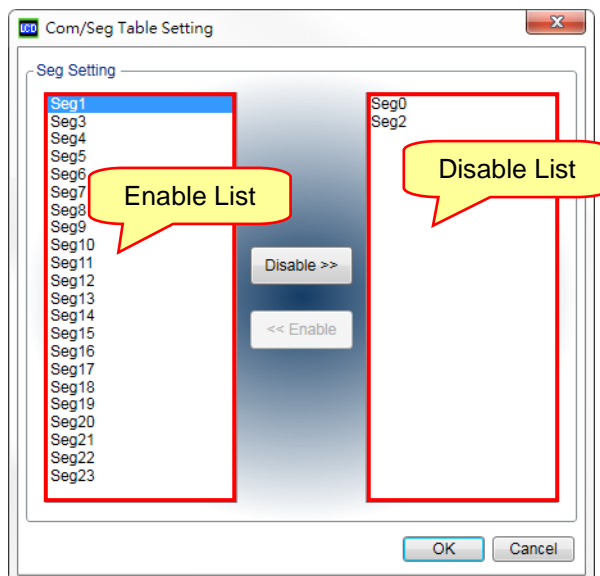 LCD Com/Seg Table Setting
Seg Setting
Seg1
Seg3
Seg4
Seg5
Seg6
Seg7
Seg8
Seg9
Seg10
Seg11
Seg12
Seg13
Seg14
Seg15
Seg16
Seg17
Seg18
Seg19
Seg20
Seg21
Seg22
Seg23
Enable List
Disable >>
<< Enable
Seg0
Seg2
Disable List
OK
Cancel